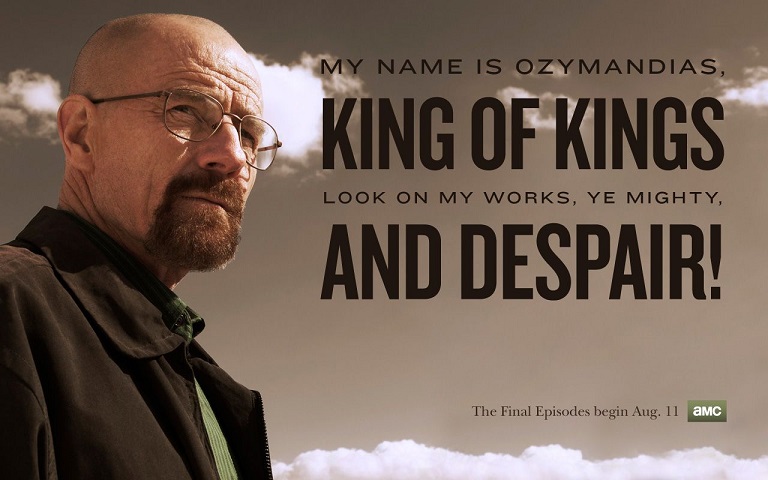 MY NAME IS OZYMANDIAS,
KING OF KINGS
LOOK ON MY WORKS, YE MIGHTY,
AND DESPAIR!
The Final Episodes begin Aug. 11 amc